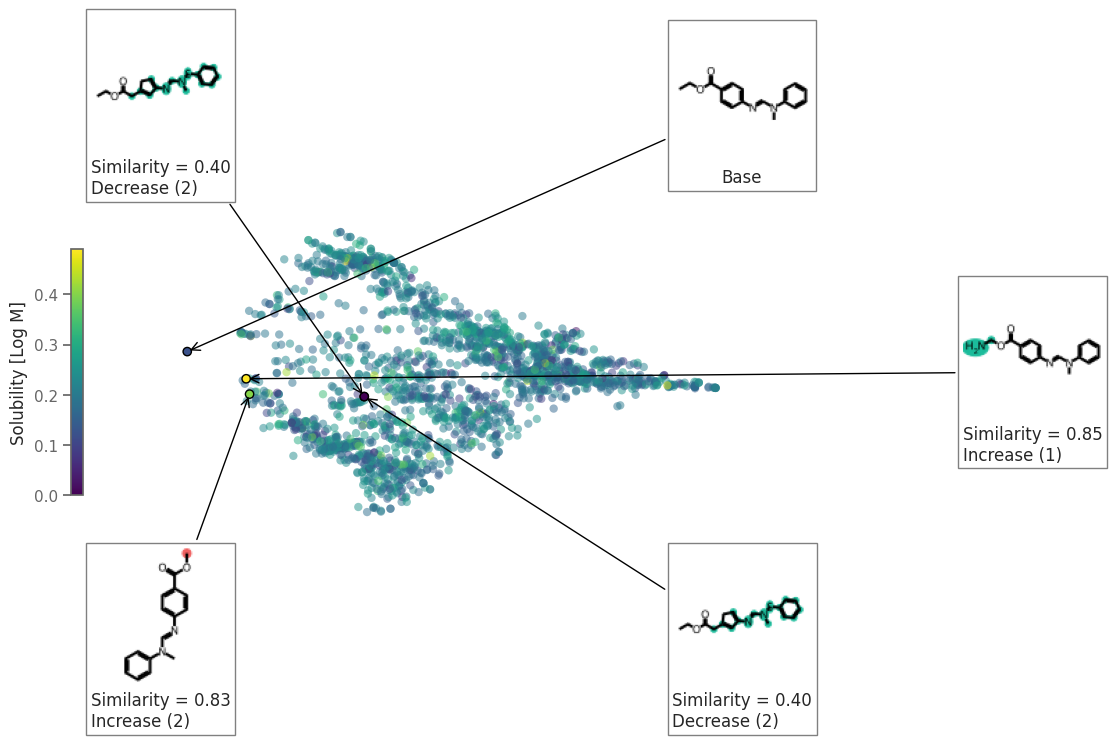 Similarity = 0.40
Decrease (2)
Base
Solubility [Log M]
0.4
0.3
0.2
0.1
0.0
H₂N
Similarity = 0.85
Increase (1)
Similarity = 0.83
Increase (2)
Similarity = 0.40
Decrease (2)